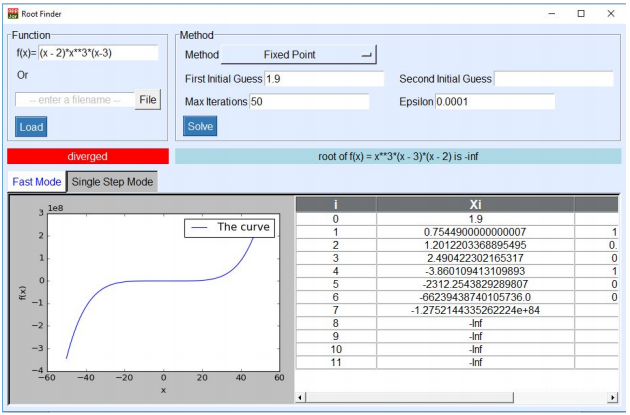 Root Finder
Function
f(x)= (x - 2)*x**3*(x-3)
Or
-- enter a filename -- File
Load
Method
Method Fixed Point
First Initial Guess 1.9 Second Initial Guess
Max Iterations 50 Epsilon 0.0001
Solve
diverged root of f(x) = x**3*(x - 3)*(x - 2) is -inf
Fast Mode Single Step Mode
1e8
The curve
3
2
1
0
−1
−2
−3
−4
f(x)
−60 −40 −20 0 20 40 60
x
i Xi
0 1.9
1 0.7544900000000007 1
2 1.2012203368895495 0.
3 2.490422302165317 0
4 -3.860109413109893 1
5 -2312.2543829289807 0
6 -66239438740105736.0 0
7 -1.2752144335262224e+84
8 -Inf
9 -Inf
10 -Inf
11 -Inf